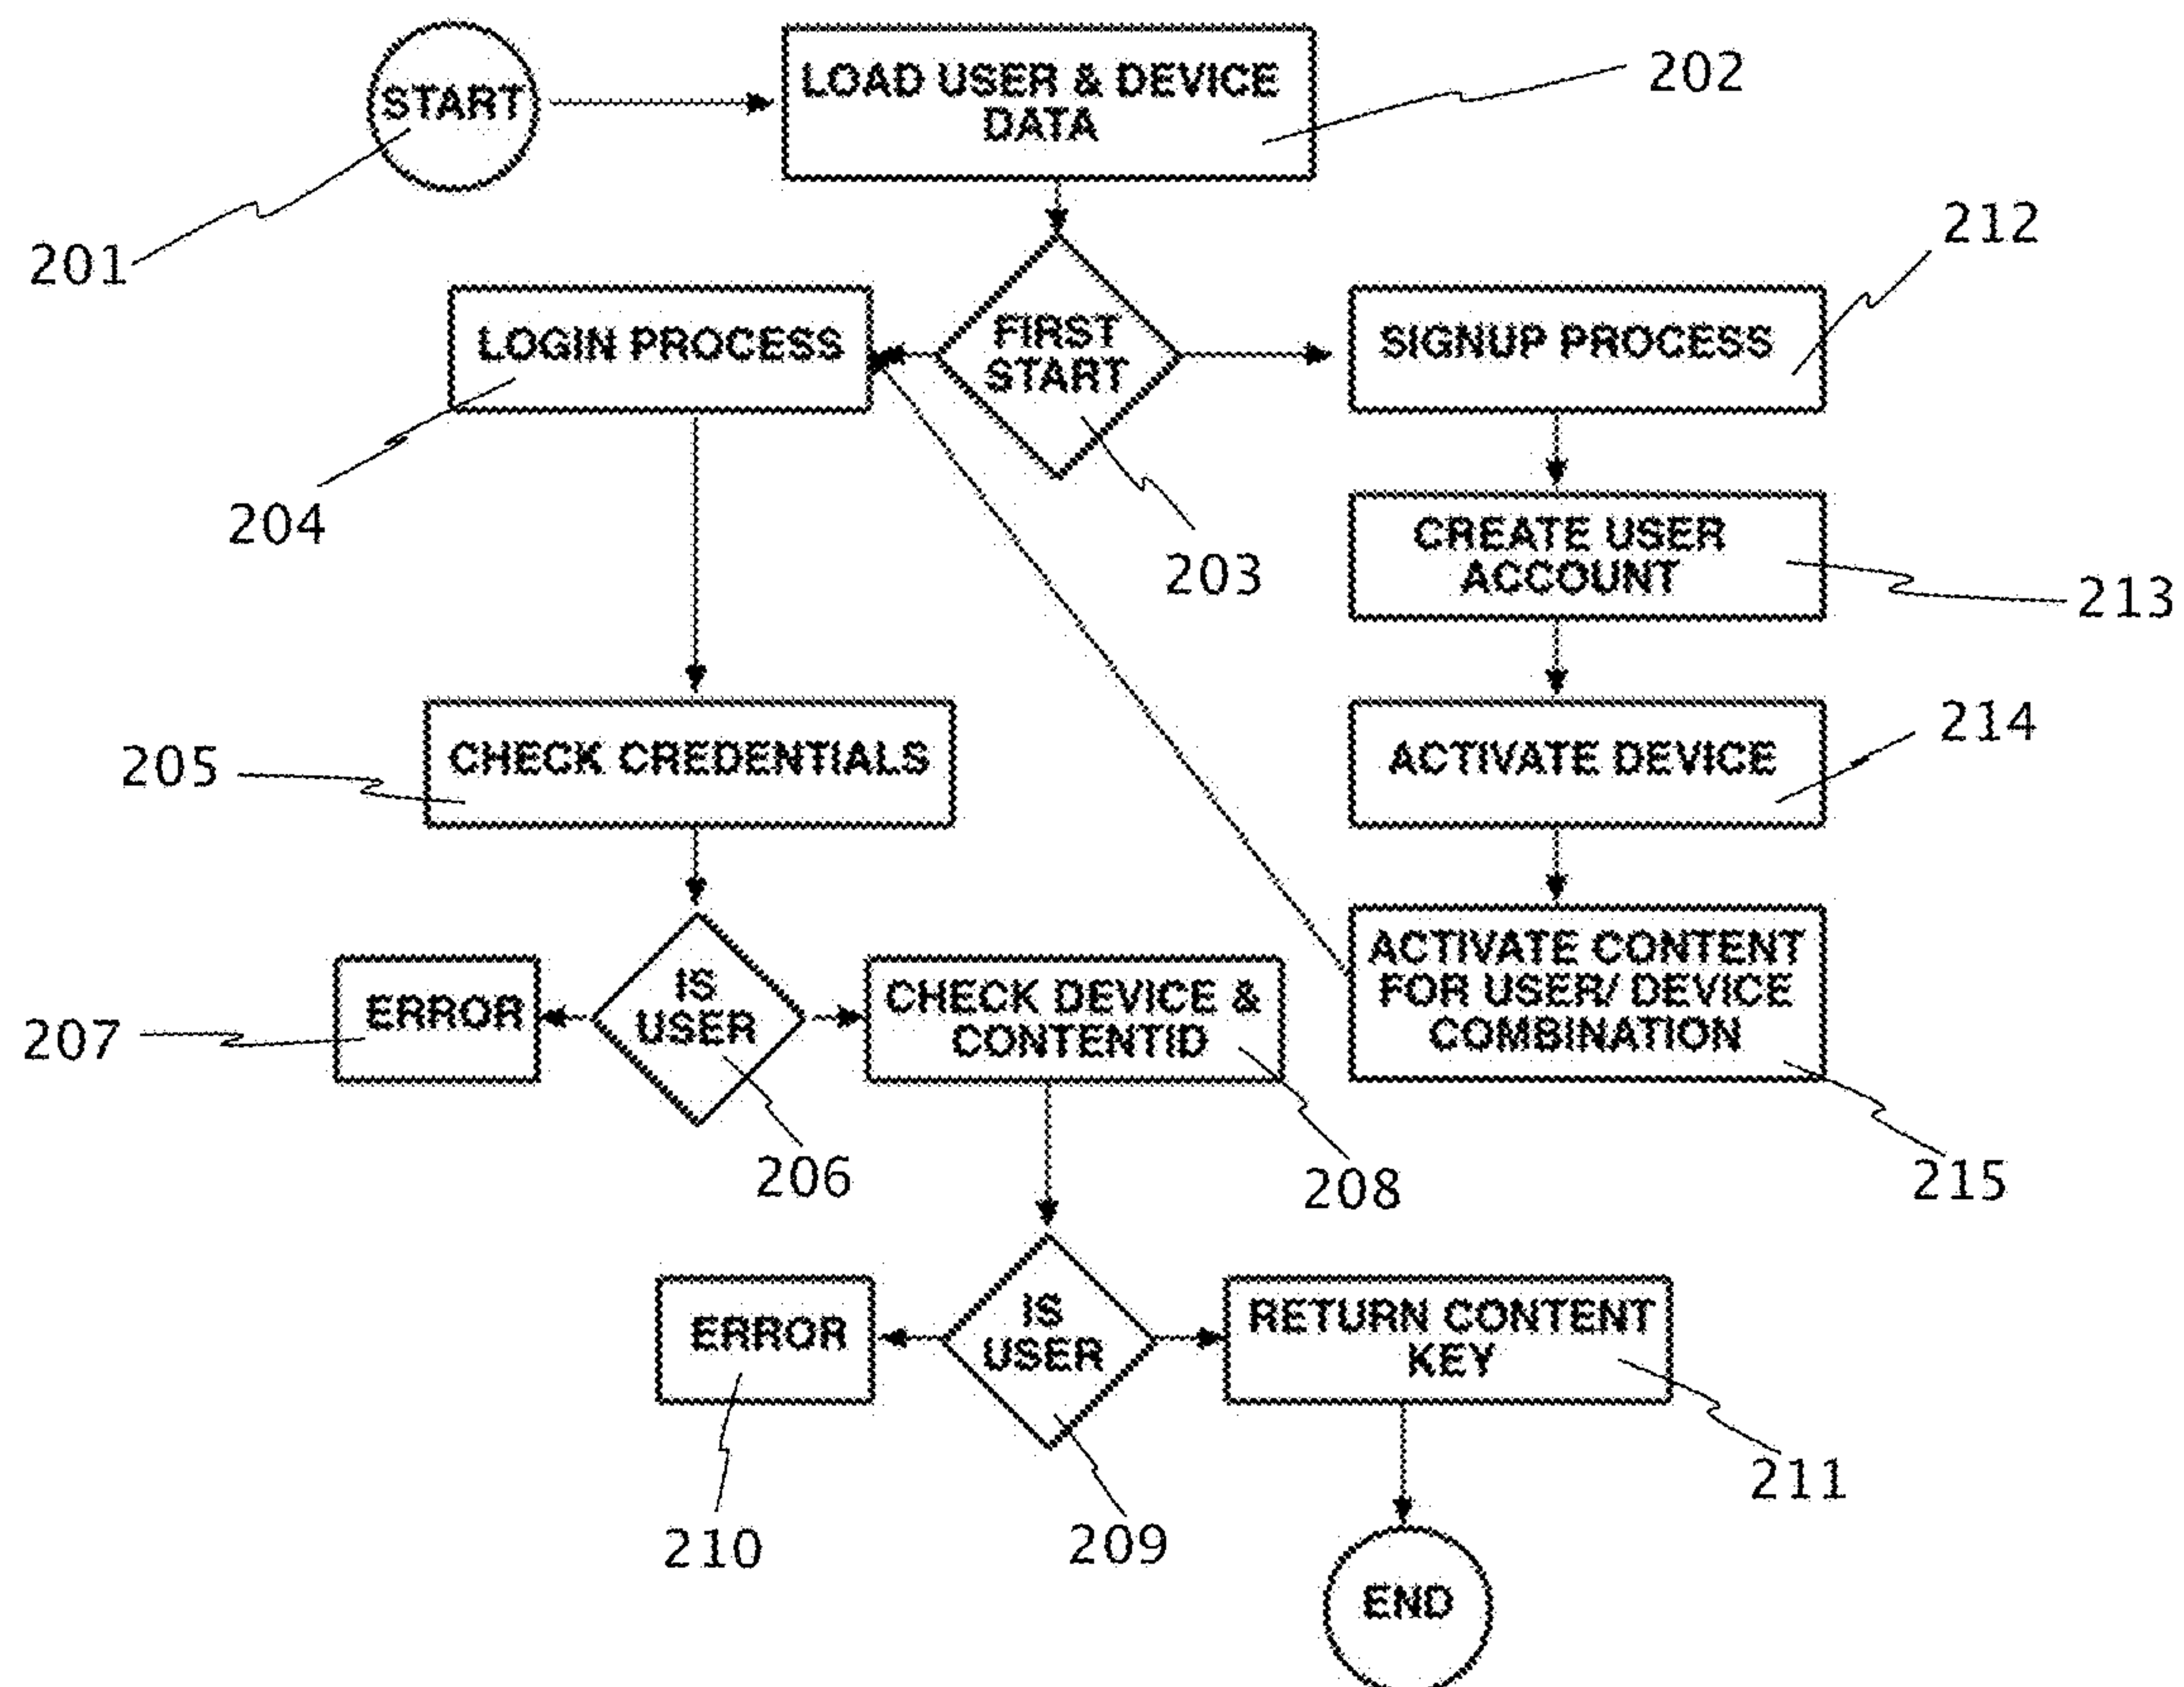 START
LOAD USER & DEVICE
DATA
202
201
212
LOGIN PROCESS
FIRST
START
SIGNUP PROCESS
204
203
CREATE USER
ACCOUNT
213
205
CHECK CREDENTIALS
ACTIVATE DEVICE
214
207
ERROR
IS
USER
CHECK DEVICE &
CONTENTID
ACTIVATE CONTENT
FOR USER/ DEVICE
COMBINATION
206
208
215
ERROR
IS
USER
RETURN CONTENT
KEY
210
209
211
END